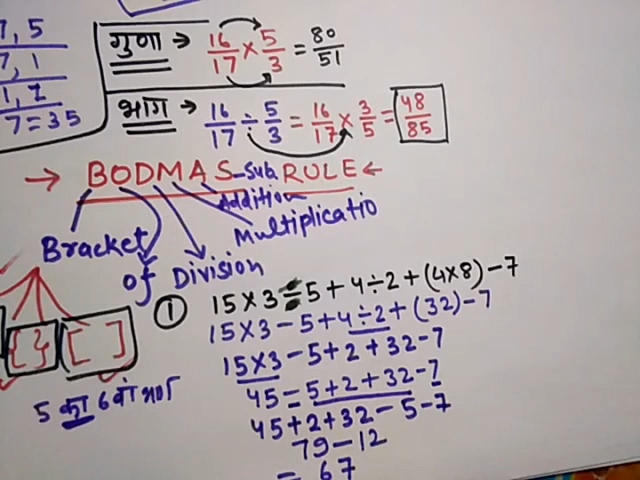 7, 5
7, 1
1, 1
7=35
गुणा → 16/17 × 5/3 = 80/51
भाग → 16/17 ÷ 5/3 = 16/17 × 3/5 = 48/85
→ BODMAS-Sub. RULE ←
Addition
Multiplicatio
Bracket
of Division
{ } [ ]
① 15×3 5+4÷2+(4×8)-7
15×3-5+4÷2+(32)-7
15×3-5+2+32-7
45=5+2+32-7
45+2+32-5-7
79-12
= 67
5 का 6 वां भाग